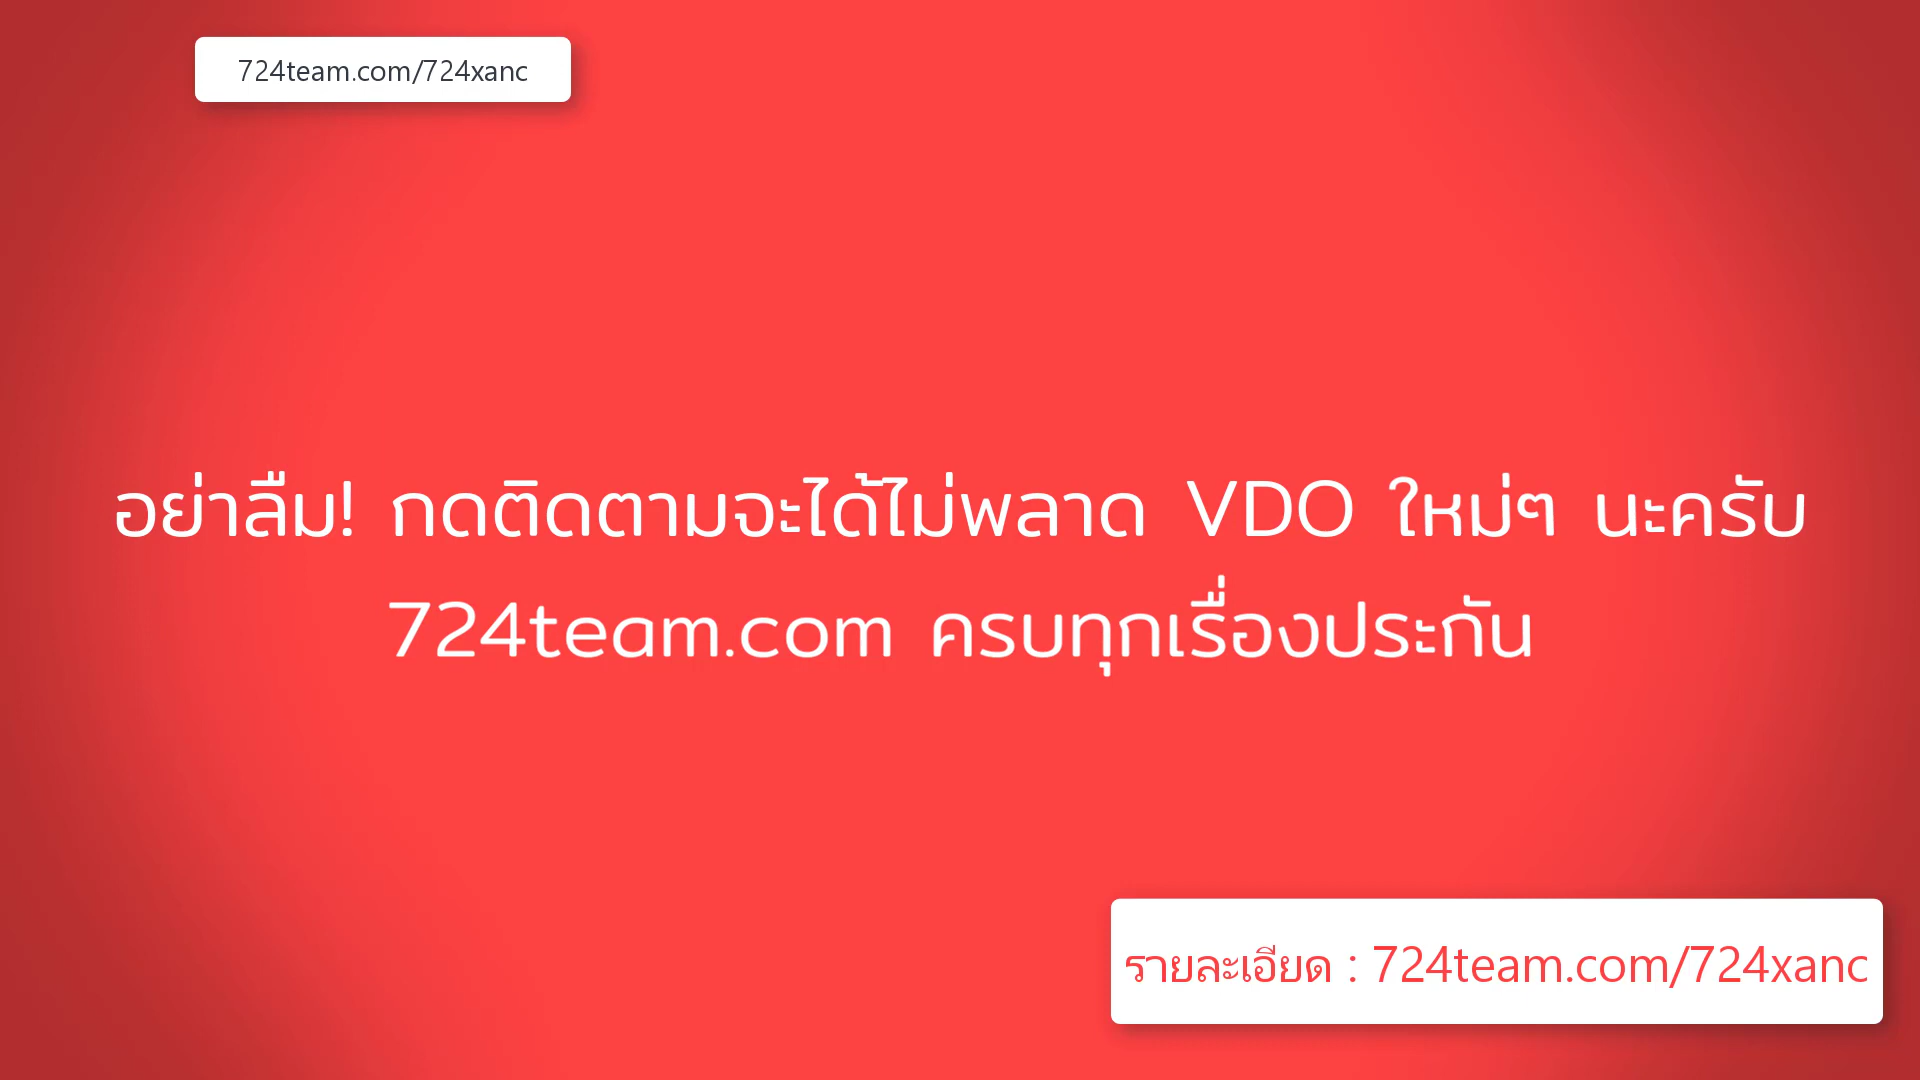 724team.com/724xanc
อย่าลืม! กดติดตามจะได้ไม่พลาด VDO ใหม่ๆ นะครับ
724team.com ครบทุกเรื่องประกัน
รายละเอียด : 724team.com/724xanc